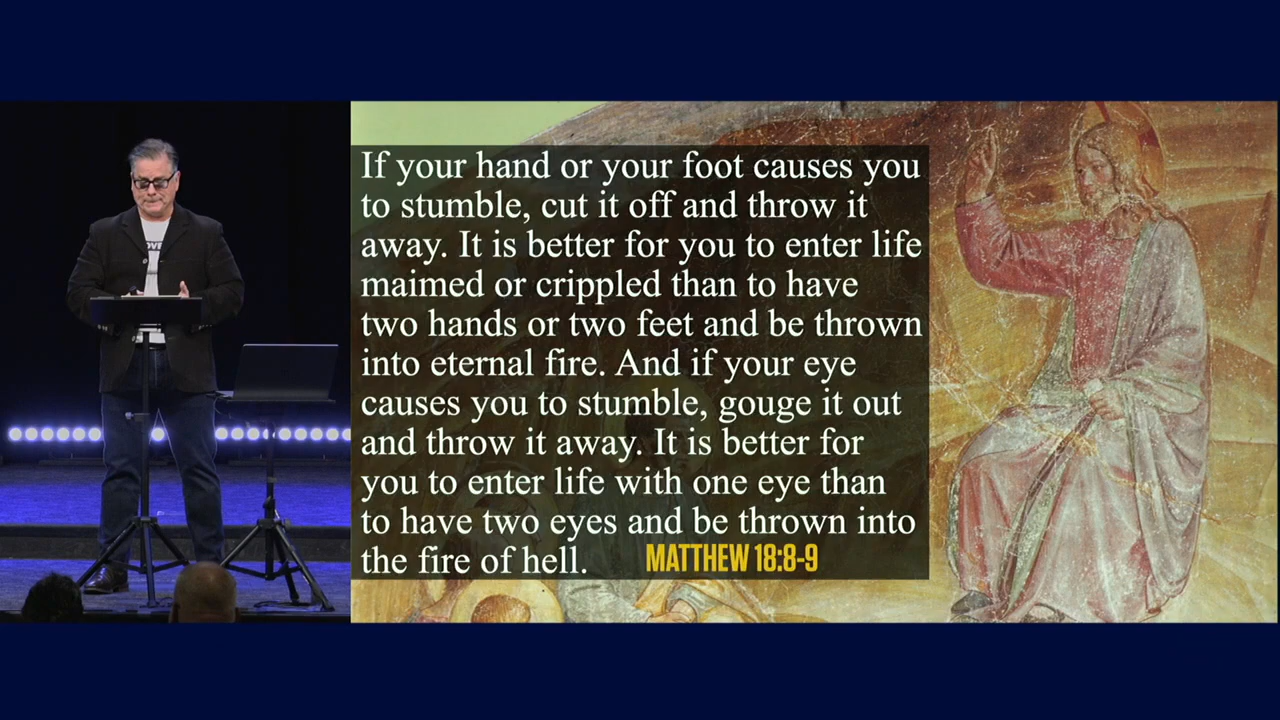 If your hand or your foot causes you
to stumble, cut it off and throw it
away. It is better for you to enter life
maimed or crippled than to have
two hands or two feet and be thrown
into eternal fire. And if your eye
causes you to stumble, gouge it out
and throw it away. It is better for
you to enter life with one eye than
to have two eyes and be thrown into
the fire of hell. MATTHEW 18:8-9